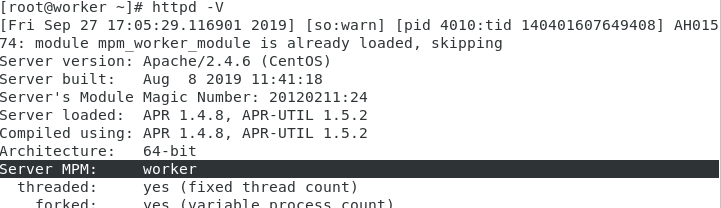 [root@worker ~]# httpd -V
[Fri Sep 27 17:05:29.116901 2019] [so:warn] [pid 4010:tid 140401607649408] AH015
74: module mpm_worker_module is already loaded, skipping
Server version: Apache/2.4.6 (CentOS)
Server built:   Aug  8 2019 11:41:18
Server's Module Magic Number: 20120211:24
Server loaded:  APR 1.4.8, APR-UTIL 1.5.2
Compiled using: APR 1.4.8, APR-UTIL 1.5.2
Architecture:   64-bit
Server MPM:     worker
  threaded:     yes (fixed thread count)
    forked:     yes (variable process count)